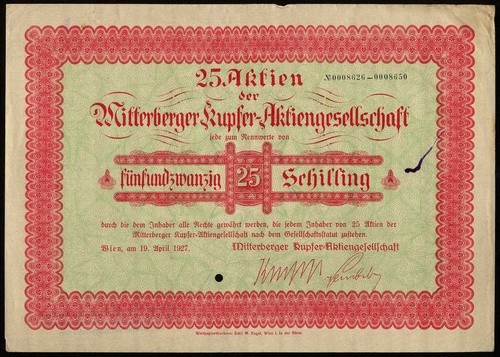 25 Aktien
№0008626—0008650
der
Mitterberger Kupfer-Aktiengesellschaft
jede zum Nennwerte von
fünfundzwanzig 25 Schilling
durch die dem Inhaber alle Rechte gewährt werden, die jedem Inhaber von 25 Aktien der
Mitterberger Kupfer-Aktiengesellschaft nach dem Gesellschaftsstatut zustehen.
Wien, am 19. April 1927.
Mitterberger Kupfer-Aktiengesellschaft